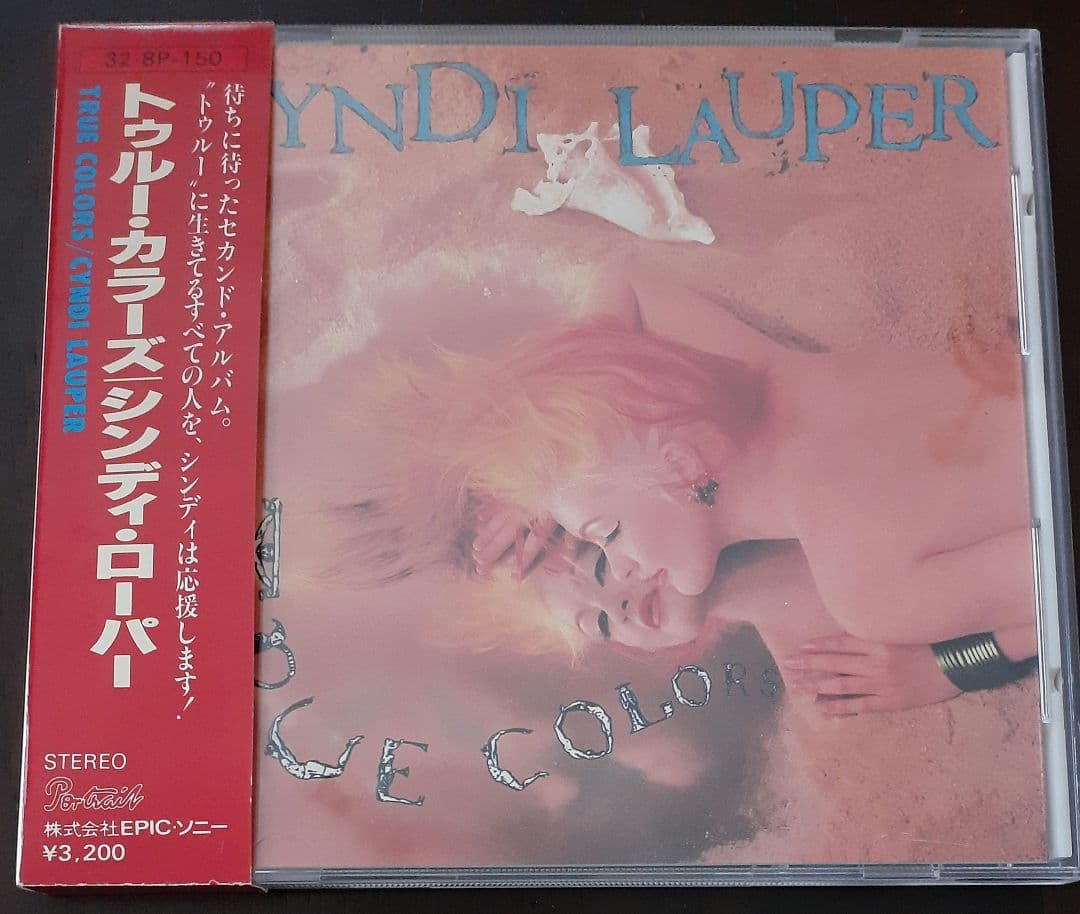 32・8P-150
待ちに待ったセカンド・アルバム。
"トゥルー"に生きてるすべての人を、シンディは応援します!
トゥルー・カラーズ/シンディ・ローパー
TRUE COLORS/CYNDI LAUPER
STEREO
Portrait
株式会社EPIC・ソニー
¥3,200
YNDI LAUPER
UE COLORS